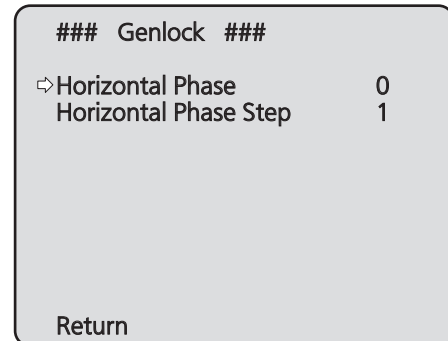 ### Genlock ###
⇨Horizontal Phase 0
Horizontal Phase Step 1
Return